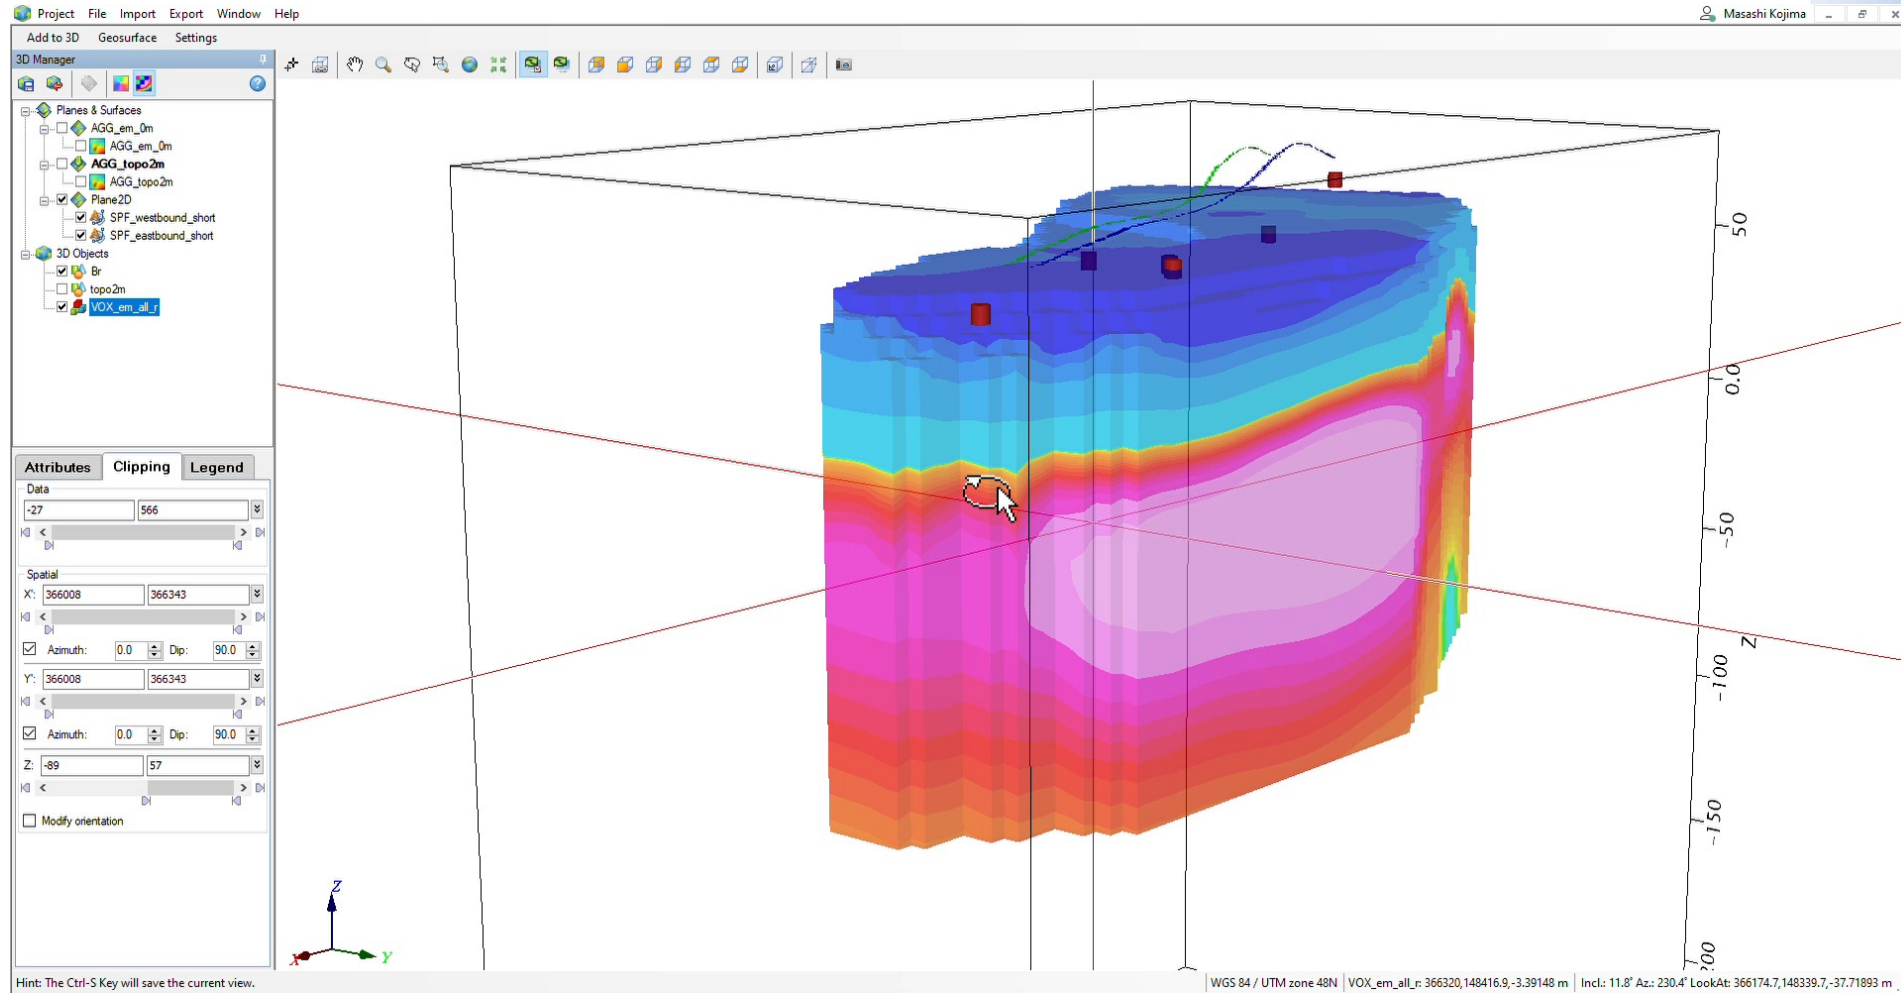 Project File Import Export Window Help
Masashi Kojima
Add to 3D Geosurface Settings
3D Manager
Planes & Surfaces
AGG_em_0m
AGG_em_0m
AGG_topo2m
AGG_topo2m
Plane2D
SPF_westbound_short
SPF_eastbound_short
3D Objects
Br
topo2m
VOX_em_all_r
Attributes Clipping Legend
Data
-27 566
Spatial
X': 366008 366343
Azimuth: 0.0 Dip: 90.0
Y': 366008 366343
Azimuth: 0.0 Dip: 90.0
Z: -89 57
Modify orientation
50
0.0
-50
Z
-100
-150
Z
X Y
Hint: The Ctrl-S Key will save the current view.
WGS 84 / UTM zone 48N VOX_em_all_r: 366320,148416.9,-3.39148 m Incl.: 11.8° Az.: 230.4° LookAt: 366174.7,148339.7,-37.71893 m